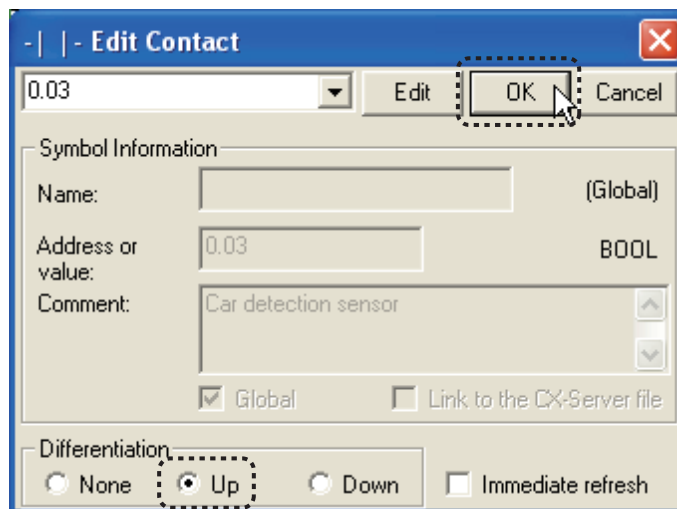 -| |- Edit Contact
0.03 Edit OK Cancel
Symbol Information
Name: (Global)
Address or value: 0.03 BOOL
Comment: Car detection sensor
Global Link to the CX-Server file
Differentiation
None Up Down Immediate refresh